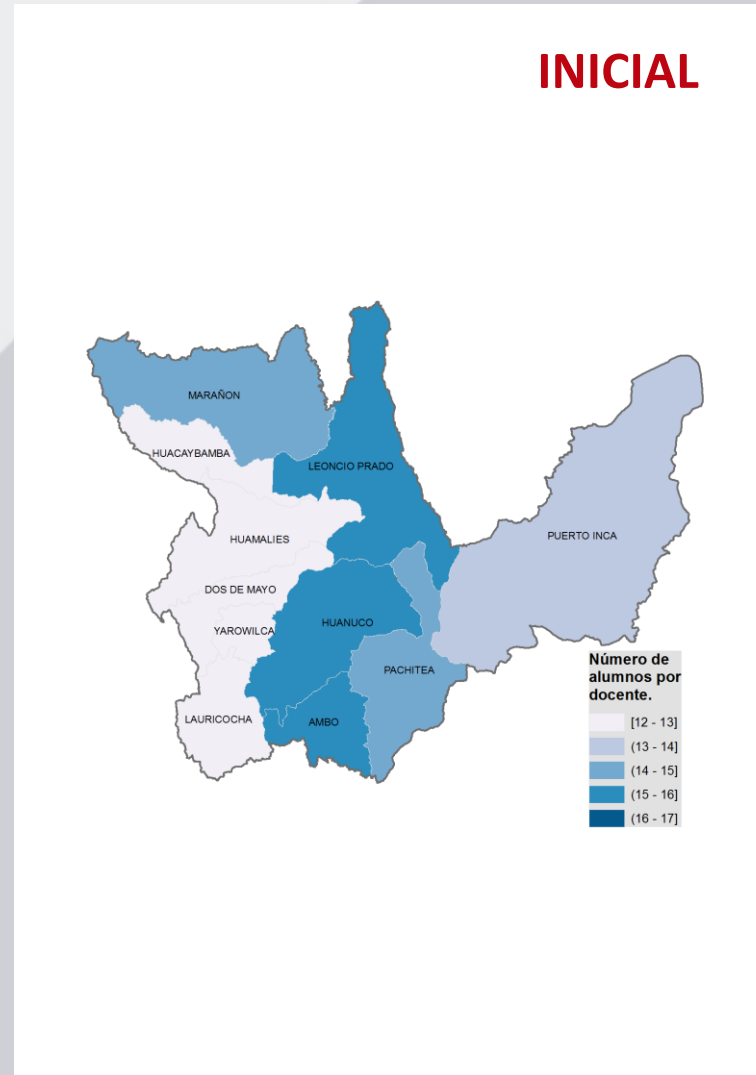 INICIAL
MARAÑON
HUACAYBAMBA
LEONCIO PRADO
HUAMALIES
PUERTO INCA
DOS DE MAYO
HUANUCO
YAROWILCA
PACHITEA
LAURICOCHA
AMBO
Número de
alumnos por
docente.
[12 - 13]
(13 - 14]
(14 - 15]
(15 - 16]
(16 - 17]